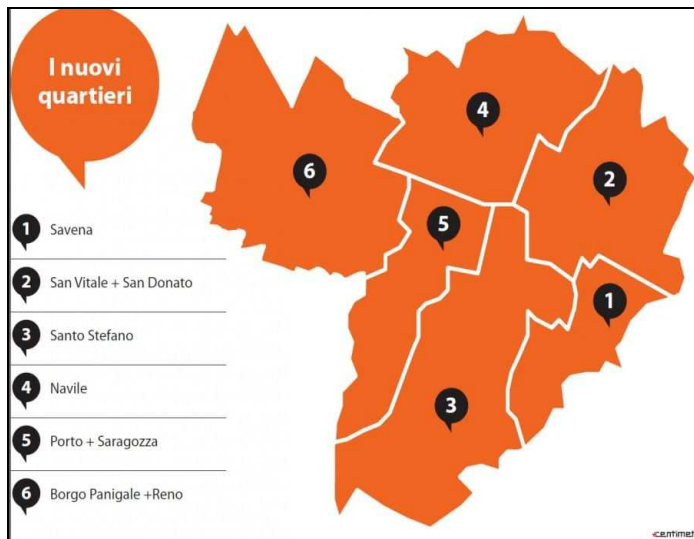 I nuovi
quartieri
1 Savena
2 San Vitale + San Donato
3 Santo Stefano
4 Navile
5 Porto + Saragozza
6 Borgo Panigale +Reno
4
6
2
5
1
3
centimet